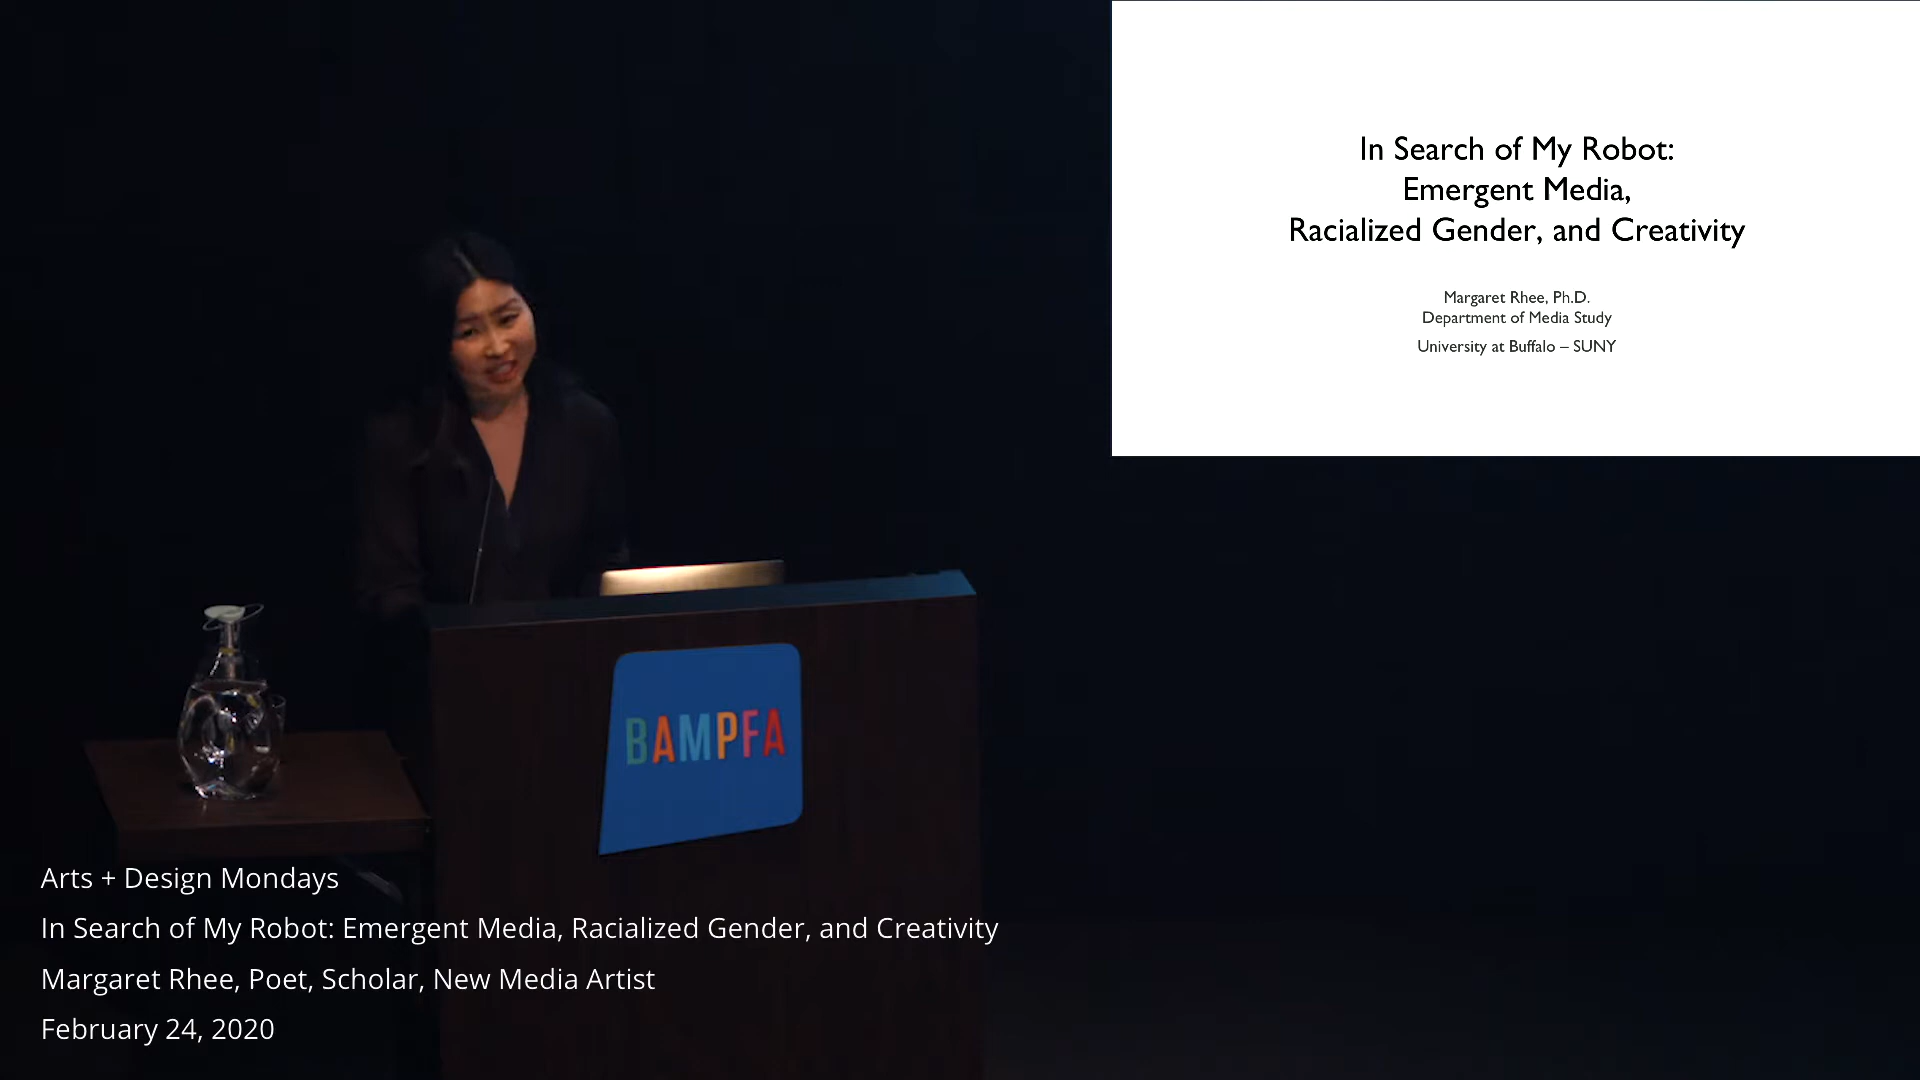 In Search of My Robot:
Emergent Media,
Racialized Gender, and Creativity
Margaret Rhee, Ph.D.
Department of Media Study
University at Buffalo – SUNY
BAMPFA
Arts + Design Mondays
In Search of My Robot: Emergent Media, Racialized Gender, and Creativity
Margaret Rhee, Poet, Scholar, New Media Artist
February 24, 2020